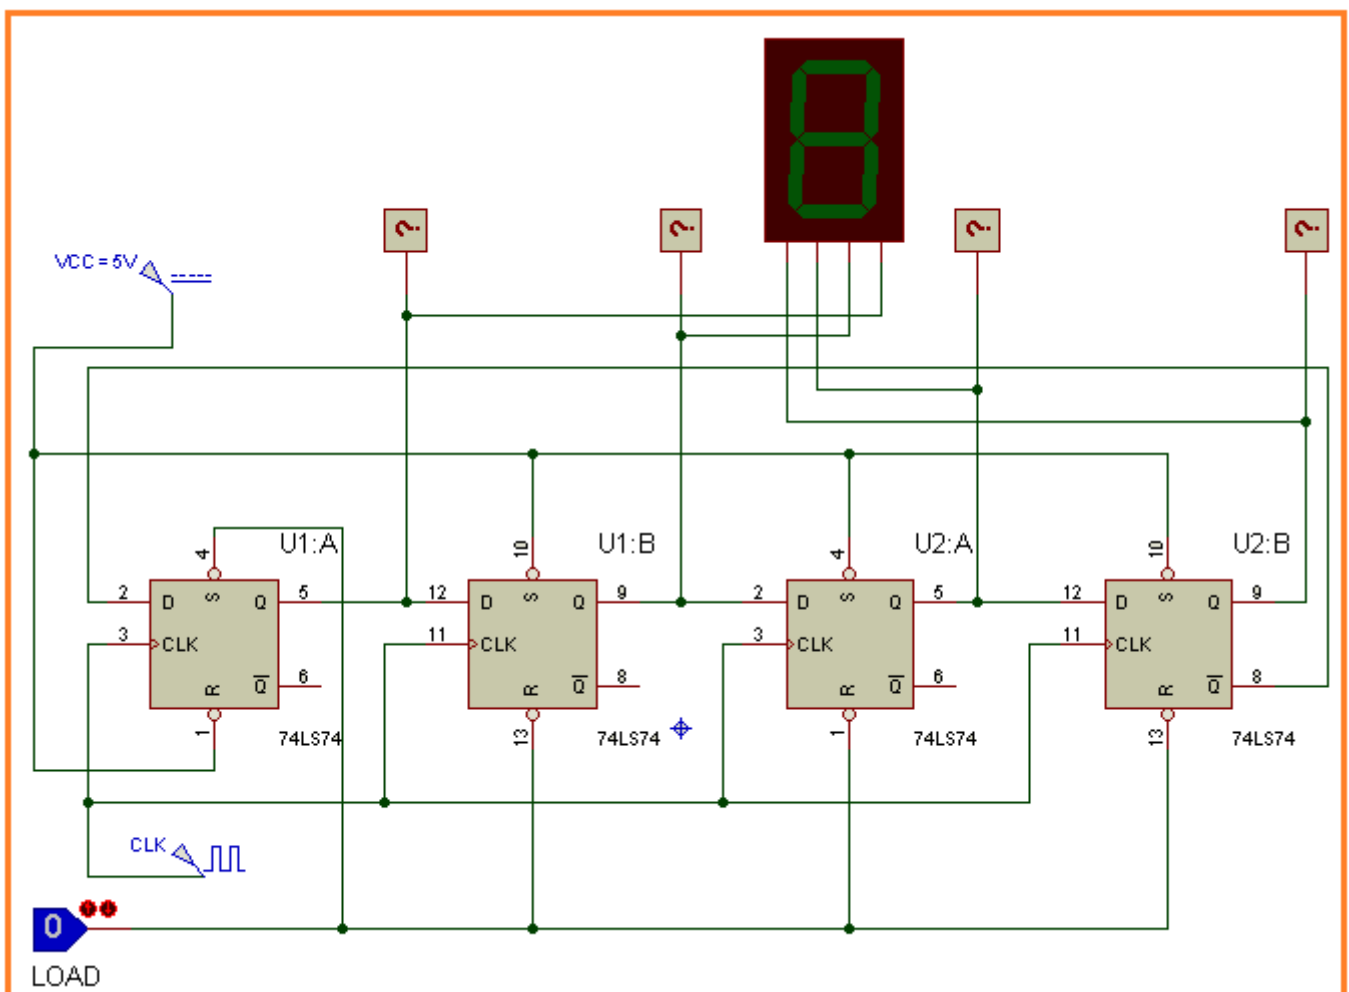 ? ? ? ?
VCC = 5V
4 U1:A 10 U1:B 4 U2:A 10 U2:B
2 D S Q 5 12 D S Q 9 2 D S Q 5 12 D S Q 9
3 CLK 11 CLK 3 CLK 11 CLK
R Q 6 R Q 8 R Q 6 R Q 8
1 74LS74 13 74LS74 1 74LS74 13 74LS74
CLK
0
LOAD